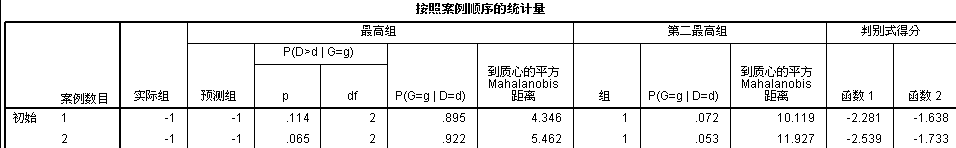 按照案例顺序的统计量
最高组 第二最高组 判别式得分
P(D>d | G=g)
案例数目 实际组 预测组 p df P(G=g | D=d) 到质心的平方 Mahalanobis 距离 组 P(G=g | D=d) 到质心的平方 Mahalanobis 距离 函数 1 函数 2
初始 1 -1 -1 .114 2 .895 4.346 1 .072 10.119 -2.281 -1.638
2 -1 -1 .065 2 .922 5.462 1 .053 11.927 -2.539 -1.733